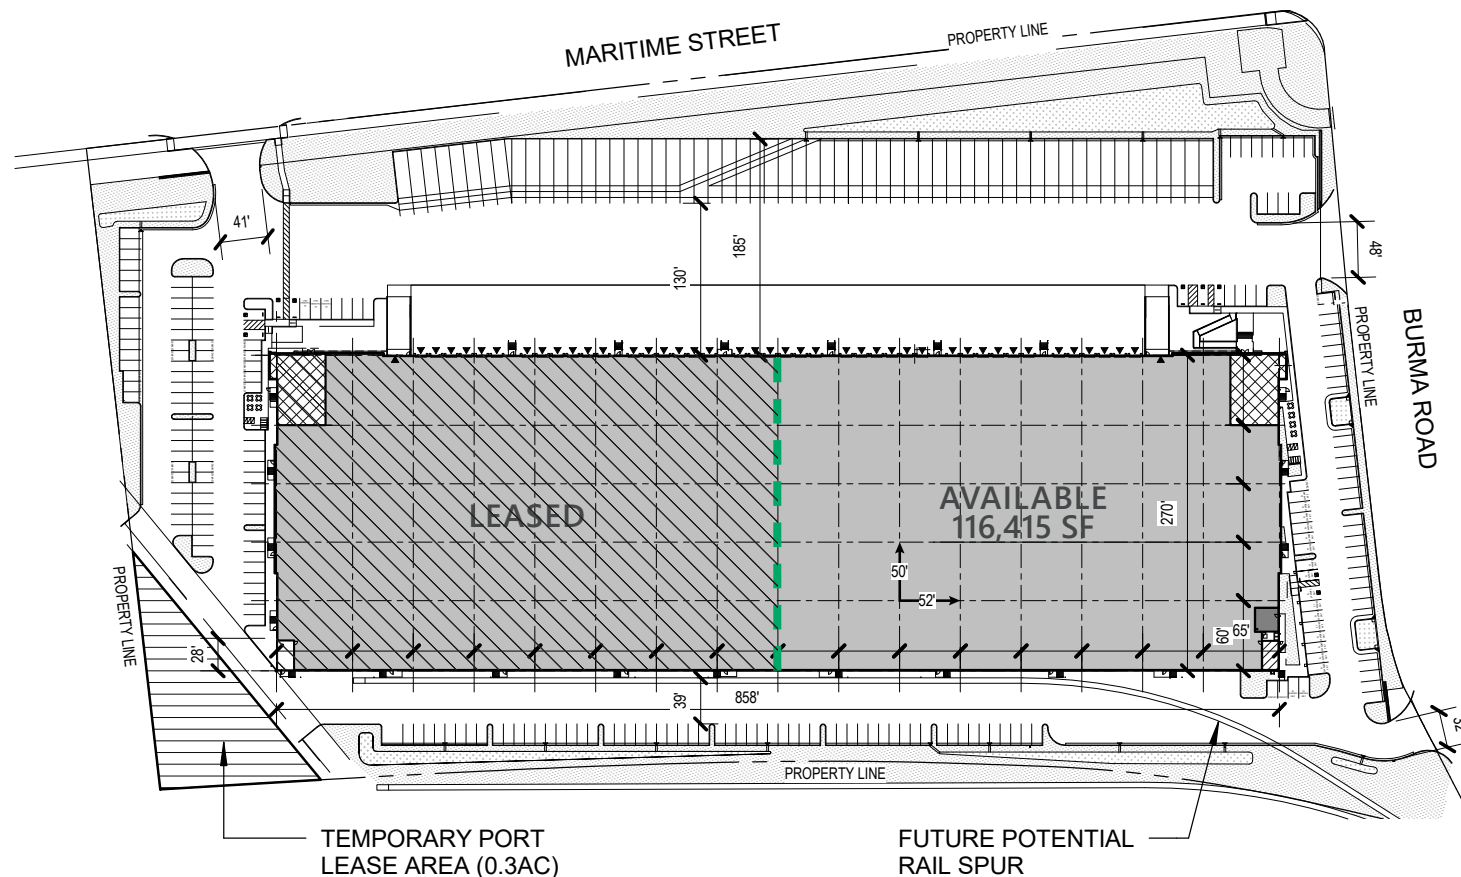 MARITIME STREET
PROPERTY LINE
41'
48'
185'
130'
PROPERTY LINE
BURMA ROAD
LEASED
AVAILABLE
116,415 SF
270'
50'
52'
PROPERTY LINE
28'
60'
65'
39'
858'
32'
PROPERTY LINE
TEMPORARY PORT
LEASE AREA (0.3AC)
FUTURE POTENTIAL
RAIL SPUR